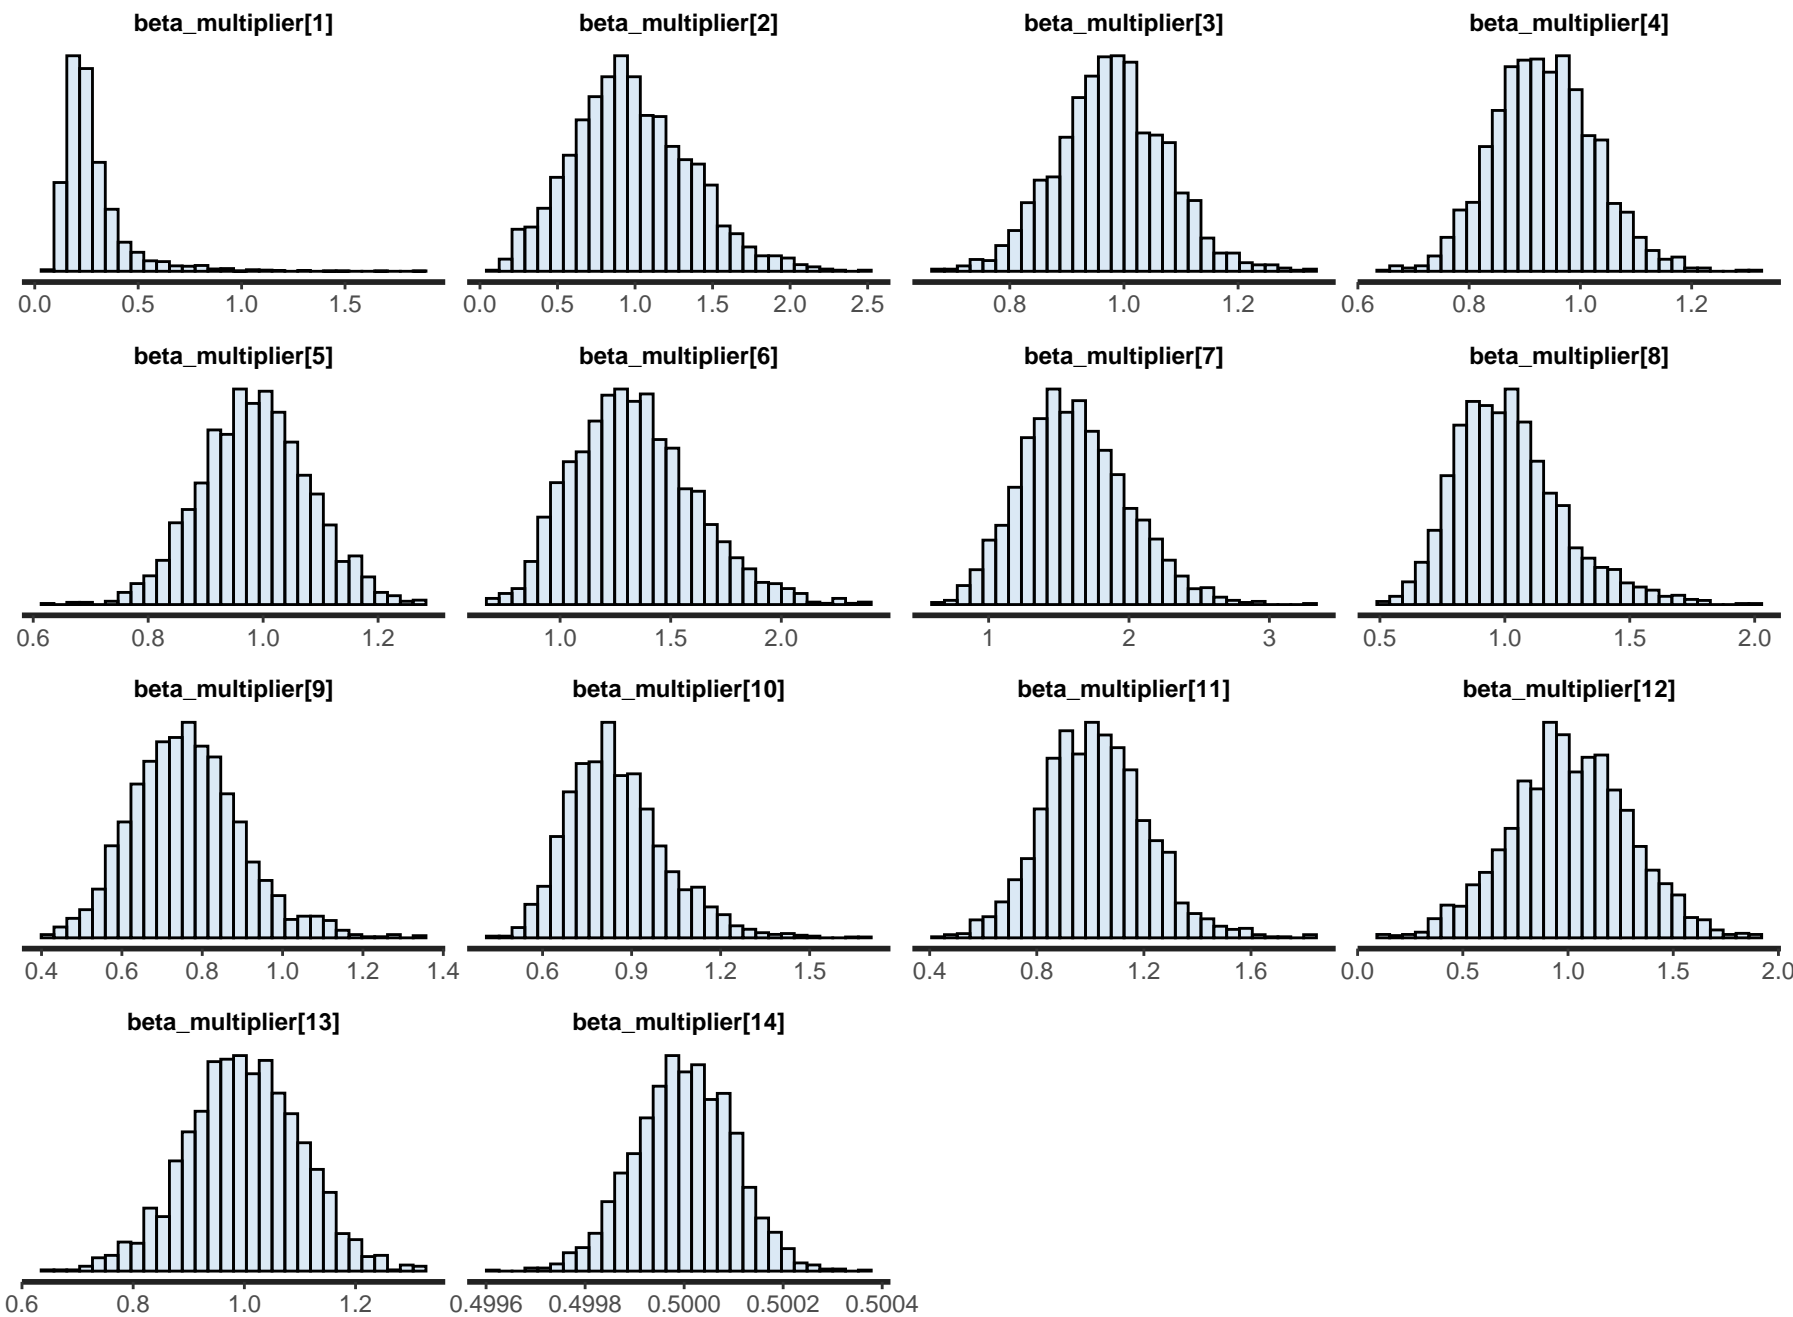 beta_multiplier[1] beta_multiplier[2] beta_multiplier[3] beta_multiplier[4]
0.0 0.5 1.0 1.5 0.0 0.5 1.0 1.5 2.0 2.5 0.8 1.0 1.2 0.6 0.8 1.0 1.2
beta_multiplier[5] beta_multiplier[6] beta_multiplier[7] beta_multiplier[8]
0.6 0.8 1.0 1.2 1.0 1.5 2.0 1 2 3 0.5 1.0 1.5 2.0
beta_multiplier[9] beta_multiplier[10] beta_multiplier[11] beta_multiplier[12]
0.4 0.6 0.8 1.0 1.2 1.4 0.6 0.9 1.2 1.5 0.4 0.8 1.2 1.6 0.0 0.5 1.0 1.5 2.0
beta_multiplier[13] beta_multiplier[14]
0.6 0.8 1.0 1.2 0.4996 0.4998 0.5000 0.5002 0.5004